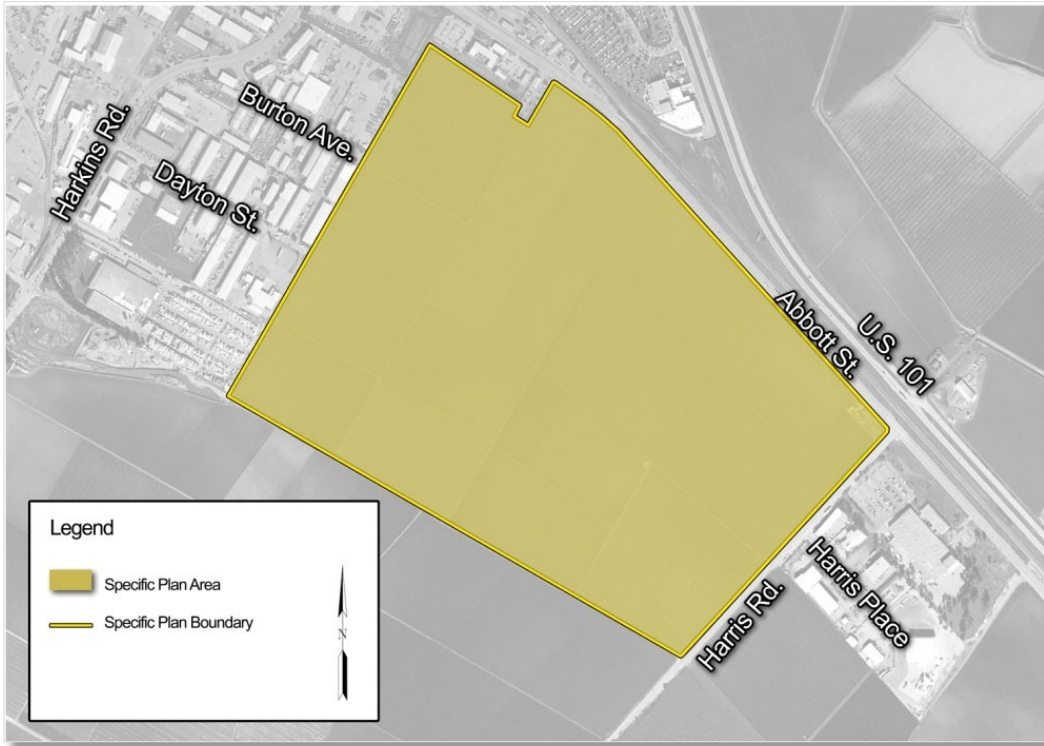 Burton Ave.
Harkins Rd.
Dayton St.
Abbott St.
U.S. 101
Harris Place
Harris Rd.
Legend
Specific Plan Area
Specific Plan Boundary
N